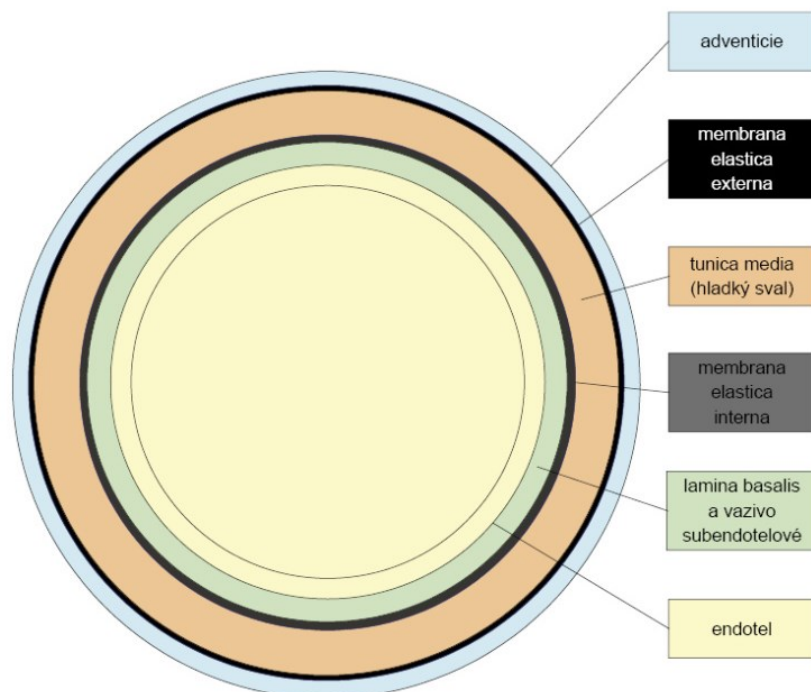 adventicie
membrana
elastica
externa
tunica media
(hladký sval)
membrana
elastica
interna
lamina basalis
a vazivo
subendotelové
endotel